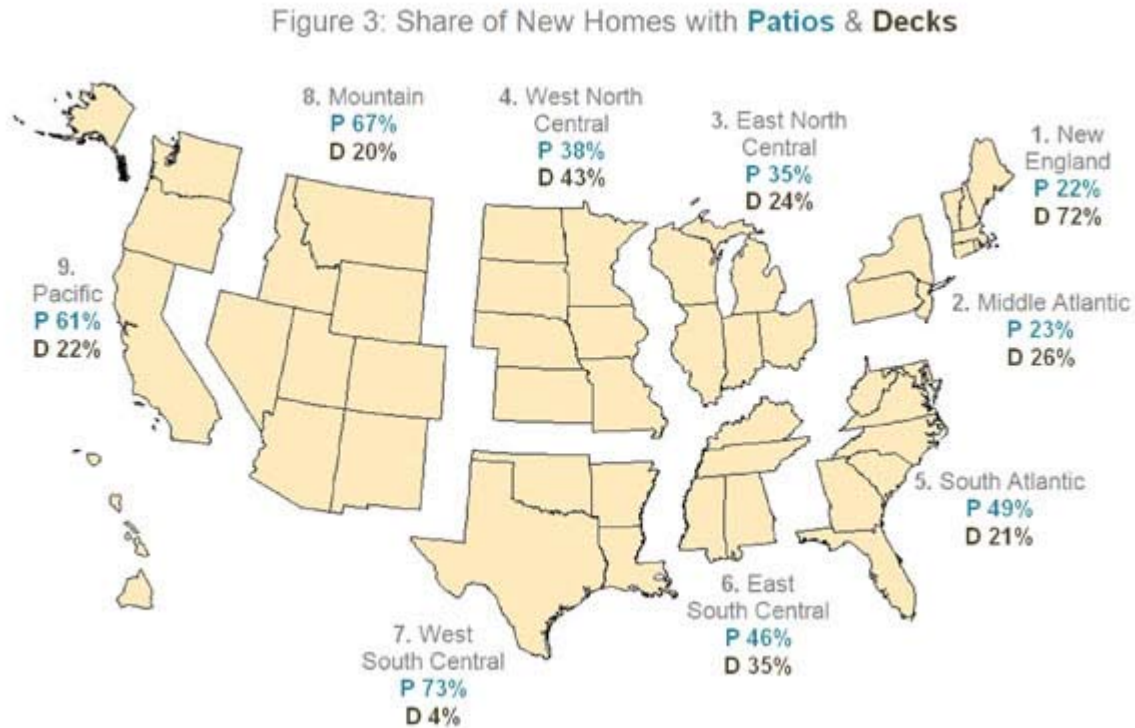 Figure 3: Share of New Homes with Patios & Decks
8. Mountain
P 67%
D 20%
4. West North
Central
P 38%
D 43%
3. East North
Central
P 35%
D 24%
1. New
England
P 22%
D 72%
9.
Pacific
P 61%
D 22%
2. Middle Atlantic
P 23%
D 26%
5. South Atlantic
P 49%
D 21%
6. East
South Central
P 46%
D 35%
7. West
South Central
P 73%
D 4%